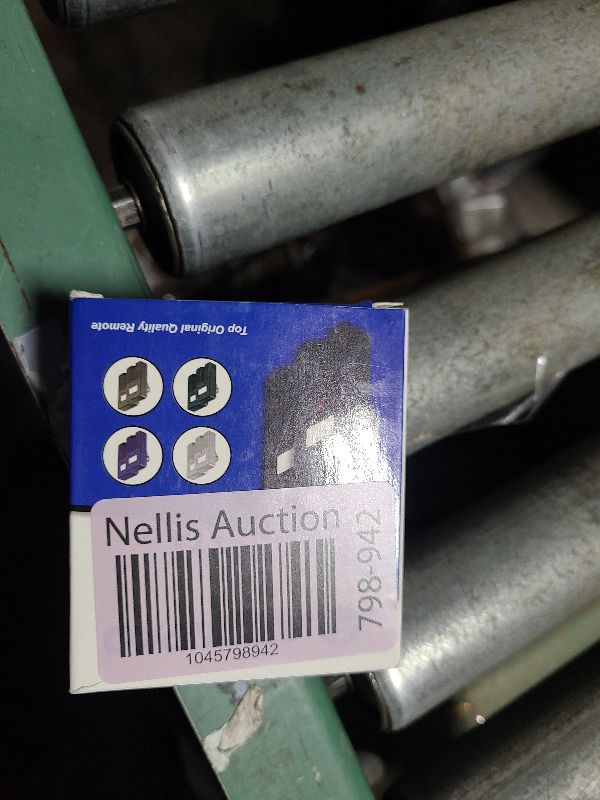 Top Original Quality Remote
Nellis Auction
798-942
1045798942